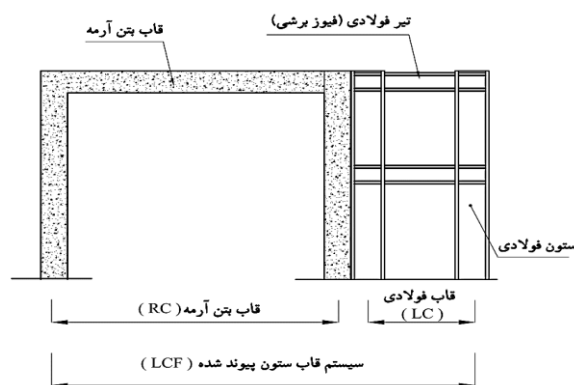 تیر فولادی (فیوز برشی)
قاب بتن آرمه
ستون فولادی
قاب فولادی
( LC )
قاب بتن آرمه ( RC )
سیستم قاب ستون پیوند شده ( LCF )